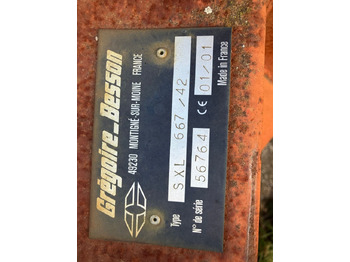 Grégoire_Besson
49230 MONTIGNÉ-SUR-MOINE FRANCE
Type SXL 667/42
N° de série 56764 CE 01/01
Made in France